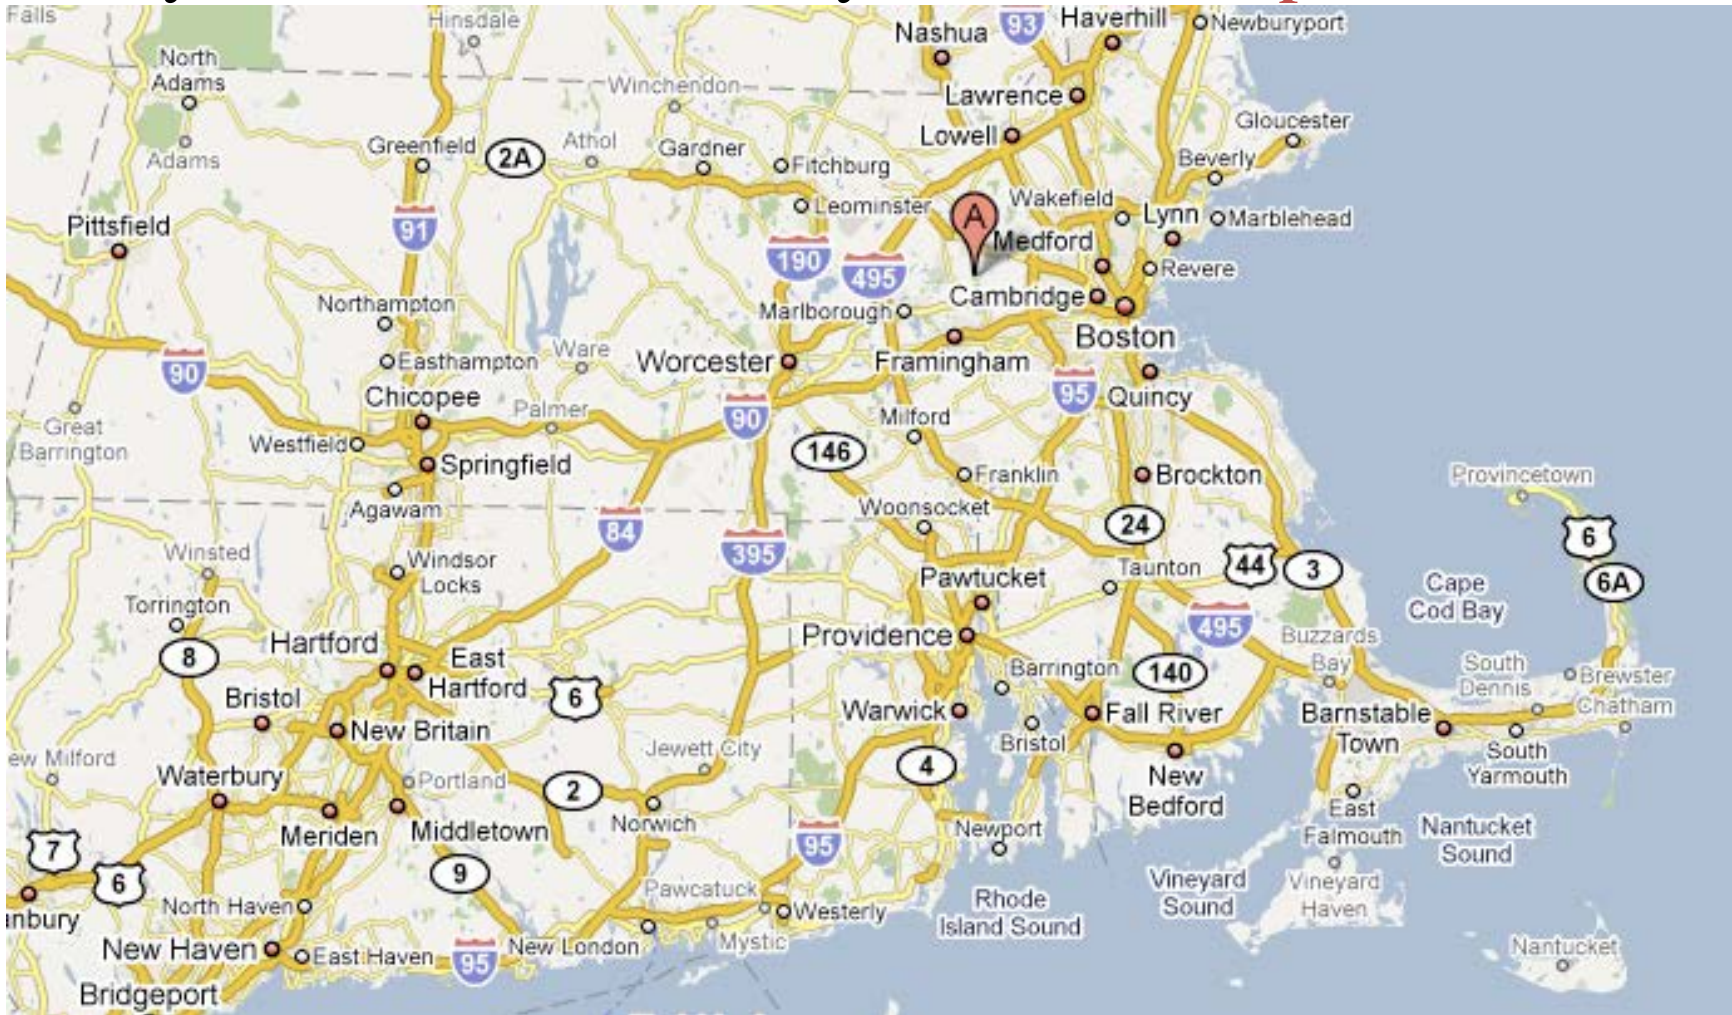 Falls
Hinsdale
93
Haverhill
Newburyport
Nashua
North
Adams
Winchendon
Lawrence
Lowell
Gloucester
Greenfield
2A
Athol
Gardner
Fitchburg
Beverly
Adams
Leominster
Wakefield
Lynn
Marblehead
A
Pittsfield
91
Medford
190
495
Revere
Northampton
Marlborough
Cambridge
Boston
Easthampton
Ware
Worcester
Framingham
90
Chicopee
Palmer
90
95
Quincy
Great
Barrington
Milford
Westfield
146
Springfield
Franklin
Brockton
Provincetown
Agawam
Woonsocket
84
24
6
395
Winsted
Windsor
Locks
Pawtucket
Taunton
44
3
6A
Cape
Cod Bay
Torrington
Hartford
Providence
495
Buzzards
Bay
8
East
Hartford
Barrington
140
South
Dennis
Brewster
Bristol
6
Warwick
Fall River
Barnstable
Town
Chatham
New Britain
Jewett City
Bristol
South
Yarmouth
ew Milford
Waterbury
Portland
2
4
New
Bedford
Meriden
Middletown
Norwich
Newport
East
Falmouth
Nantucket
Sound
7
6
9
95
Vineyard
Sound
Vineyard
Haven
nbury
North Haven
Pawcatuck
Westerly
Rhode
Island Sound
New Haven
East Haven
95
New London
Mystic
Nantucket
Bridgeport